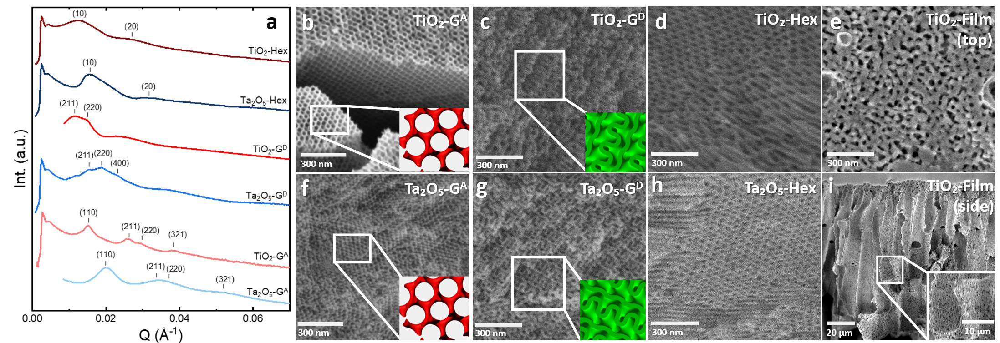 a
(10)
(20)
TiO₂-Hex
(10)
(20)
Ta₂O₅-Hex
(211)
(220)
TiO₂-Gᴰ
(211)
(220)
(400)
Ta₂O₅-Gᴰ
(110)
(211)
(220)
(321)
TiO₂-Gᴬ
(110)
(211)
(220)
(321)
Ta₂O₅-Gᴬ
Int. (a.u.)
0.00 0.02 0.04 0.06
Q (Å⁻¹)
b TiO₂-Gᴬ
300 nm
c TiO₂-Gᴰ
300 nm
d TiO₂-Hex
300 nm
e TiO₂-Film
(top)
300 nm
f Ta₂O₅-Gᴬ
300 nm
g Ta₂O₅-Gᴰ
300 nm
h Ta₂O₅-Hex
300 nm
i TiO₂-Film
(side)
20 µm
10 µm